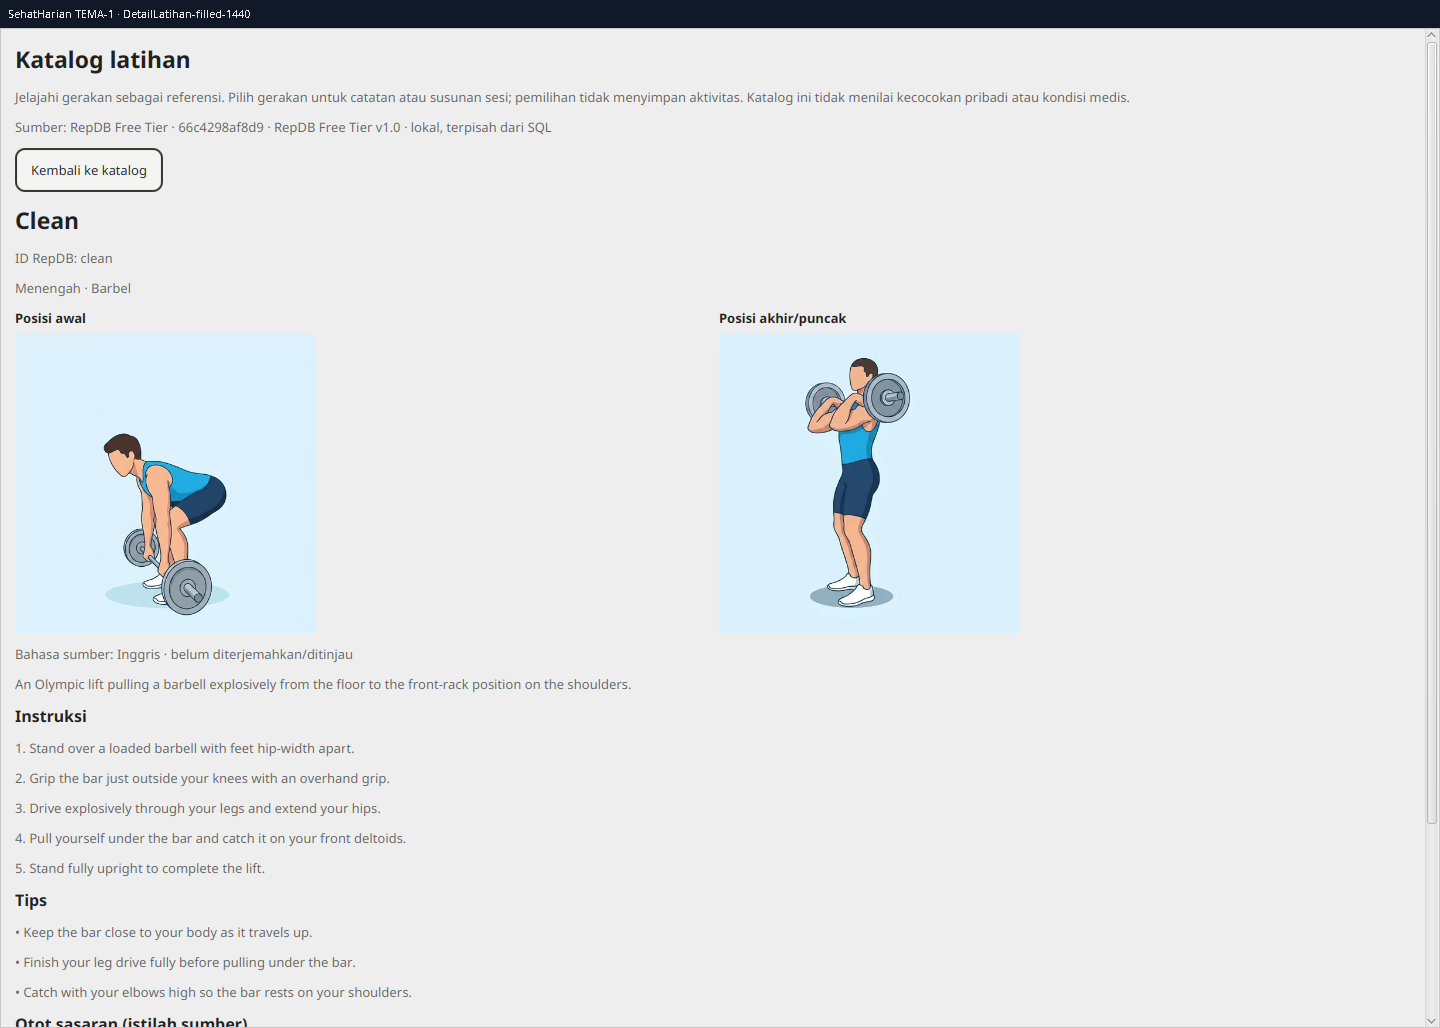 SehatHarian TEMA-1 · DetailLatihan-filled-1440
Katalog latihan
Jelajahi gerakan sebagai referensi. Pilih gerakan untuk catatan atau susunan sesi; pemilihan tidak menyimpan aktivitas. Katalog ini tidak menilai kecocokan pribadi atau kondisi medis.
Sumber: RepDB Free Tier · 66c4298af8d9 · RepDB Free Tier v1.0 · lokal, terpisah dari SQL
Kembali ke katalog
Clean
ID RepDB: clean
Menengah · Barbel
Posisi awal
Posisi akhir/puncak
Bahasa sumber: Inggris · belum diterjemahkan/ditinjau
An Olympic lift pulling a barbell explosively from the floor to the front-rack position on the shoulders.
Instruksi
1. Stand over a loaded barbell with feet hip-width apart.
2. Grip the bar just outside your knees with an overhand grip.
3. Drive explosively through your legs and extend your hips.
4. Pull yourself under the bar and catch it on your front deltoids.
5. Stand fully upright to complete the lift.
Tips
• Keep the bar close to your body as it travels up.
• Finish your leg drive fully before pulling under the bar.
• Catch with your elbows high so the bar rests on your shoulders.
Otot sasaran (istilah sumber)